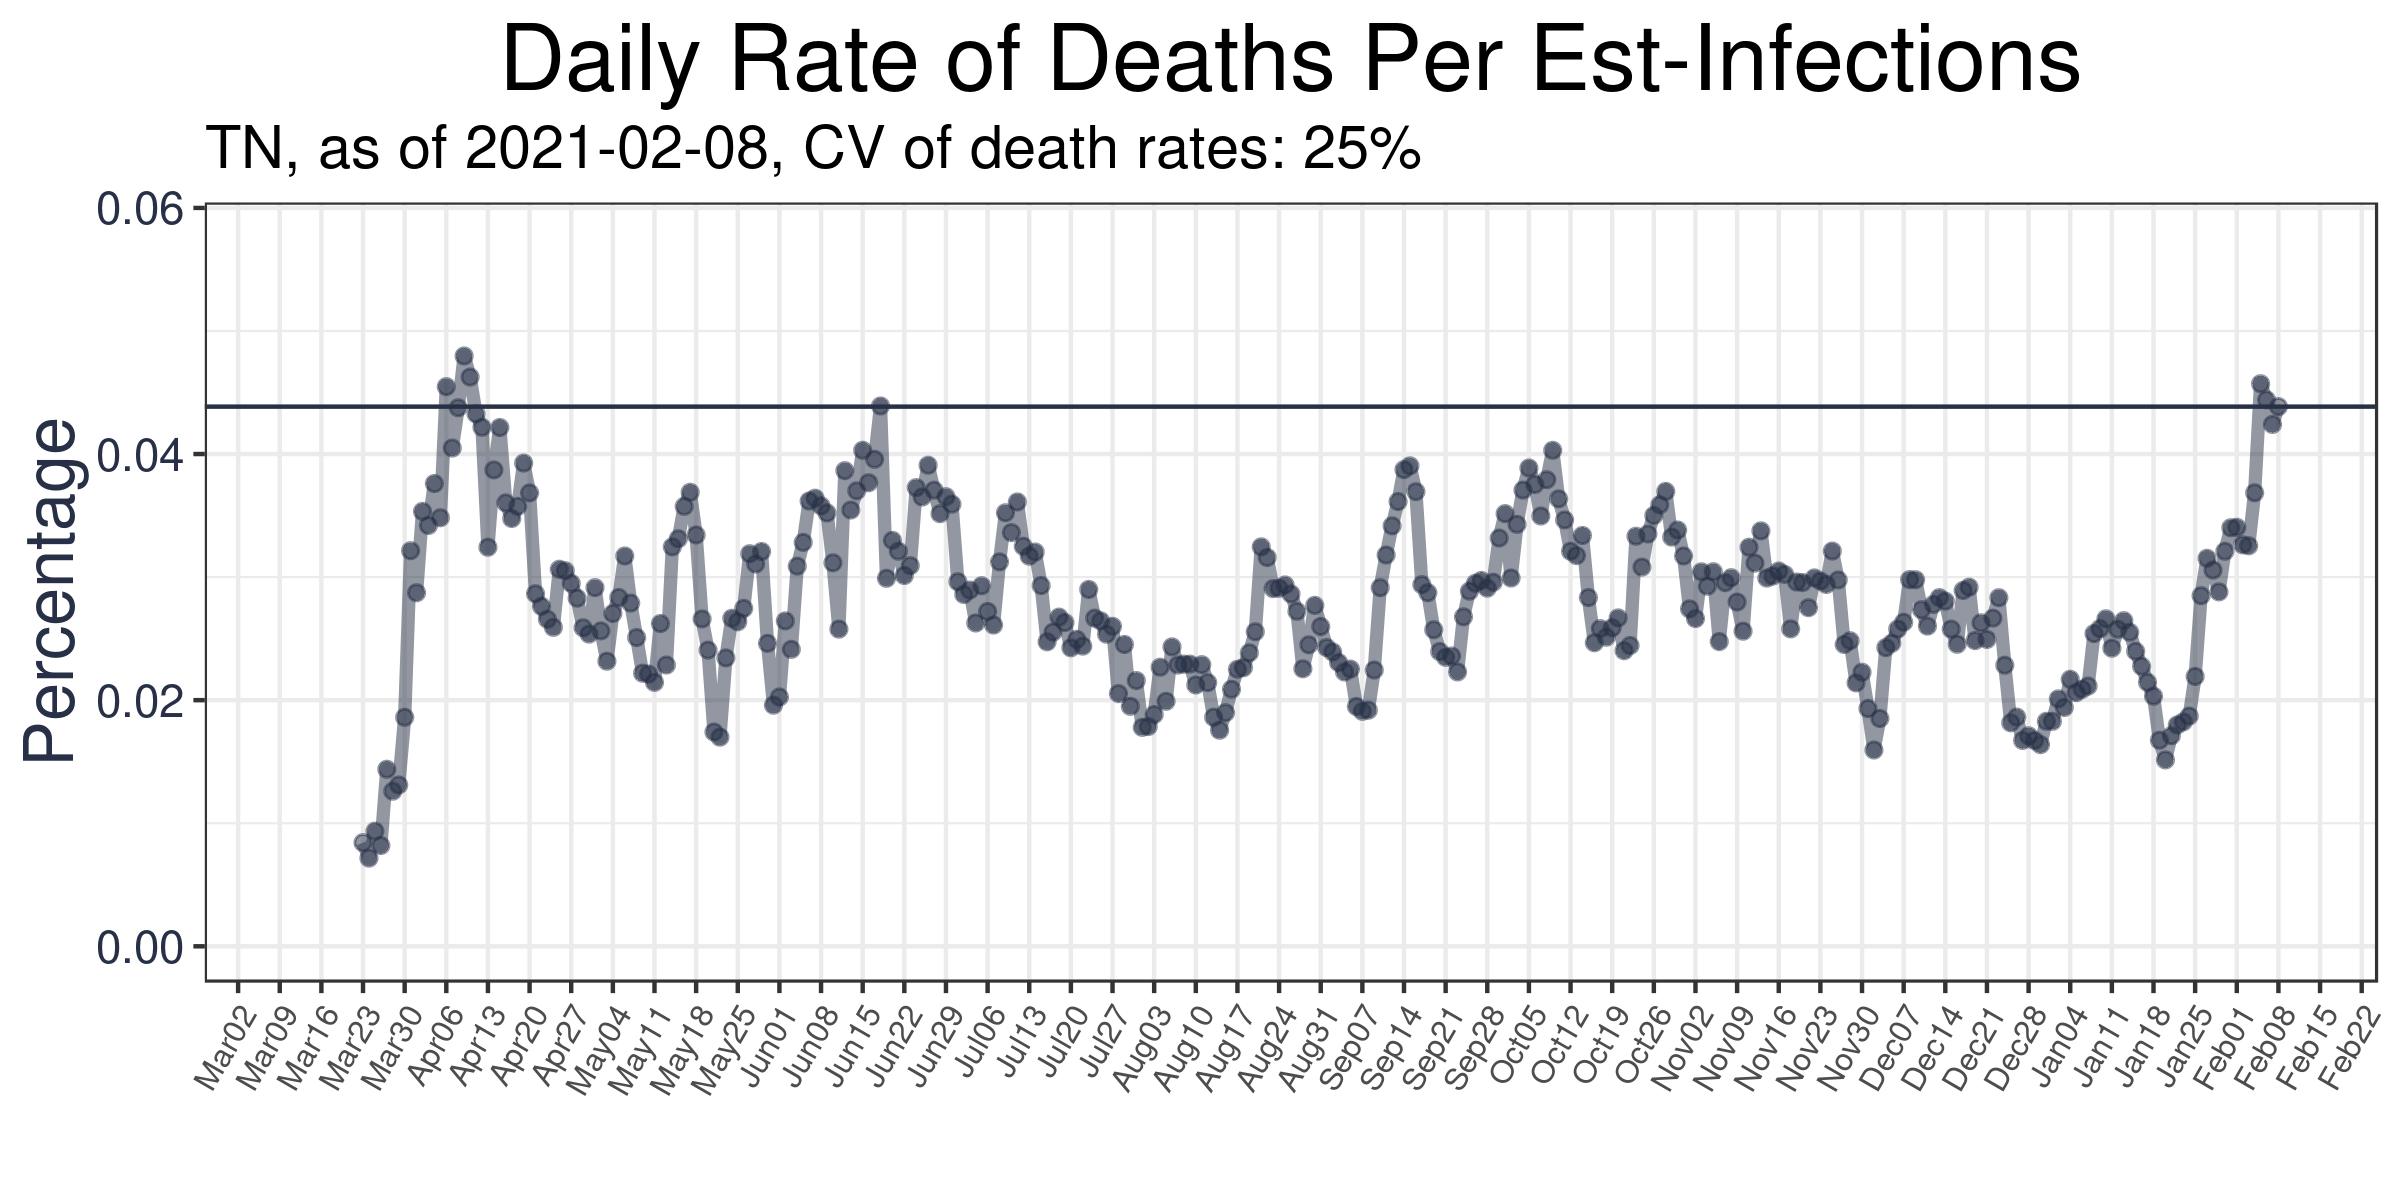 Daily Rate of Deaths Per Est-Infections
TN, as of 2021-02-08, CV of death rates: 25%
Percentage
0.06
0.04
0.02
0.00
Mar02
Mar09
Mar16
Mar23
Mar30
Apr06
Apr13
Apr20
Apr27
May04
May11
May18
May25
Jun01
Jun08
Jun15
Jun22
Jun29
Jul06
Jul13
Jul20
Jul27
Aug03
Aug10
Aug17
Aug24
Aug31
Sep07
Sep14
Sep21
Sep28
Oct05
Oct12
Oct19
Oct26
Nov02
Nov09
Nov16
Nov23
Nov30
Dec07
Dec14
Dec21
Dec28
Jan04
Jan11
Jan18
Jan25
Feb01
Feb08
Feb15
Feb22